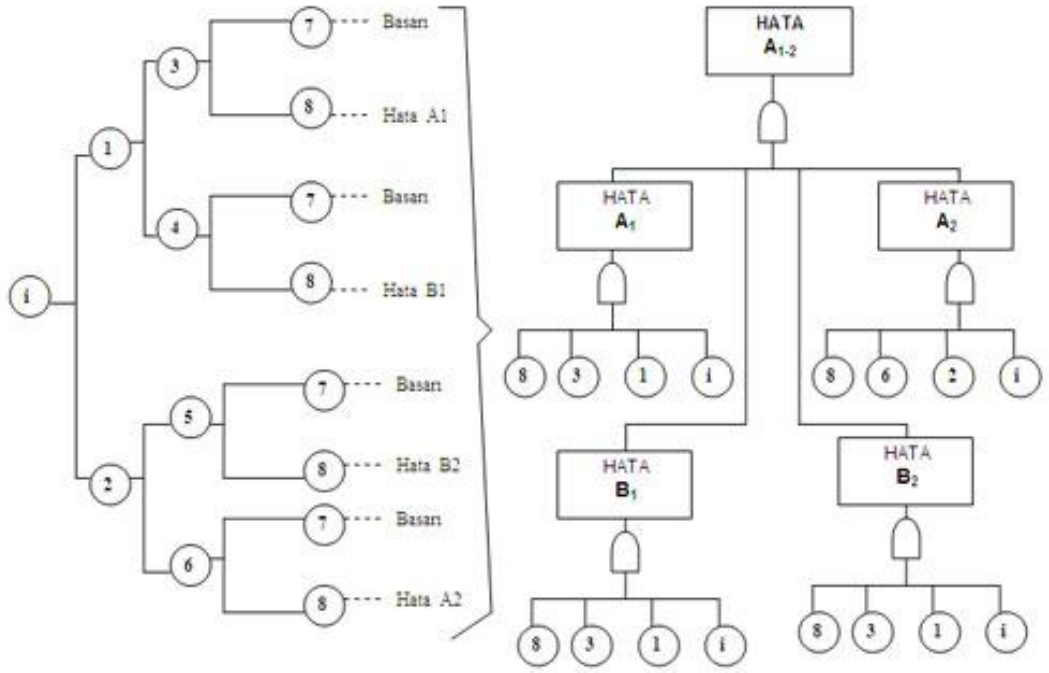 7 ---- Basarı
3
8 ---- Hata A1
1
7 ---- Basarı
4
8 ---- Hata B1
i
7 ---- Basarı
5
8 ---- Hata B2
2
7 ---- Basarı
6
8 ---- Hata A2
HATA
A1-2
HATA
A1
HATA
A2
8 3 1 i
8 6 2 i
HATA
B1
HATA
B2
8 3 1 i
8 3 1 i